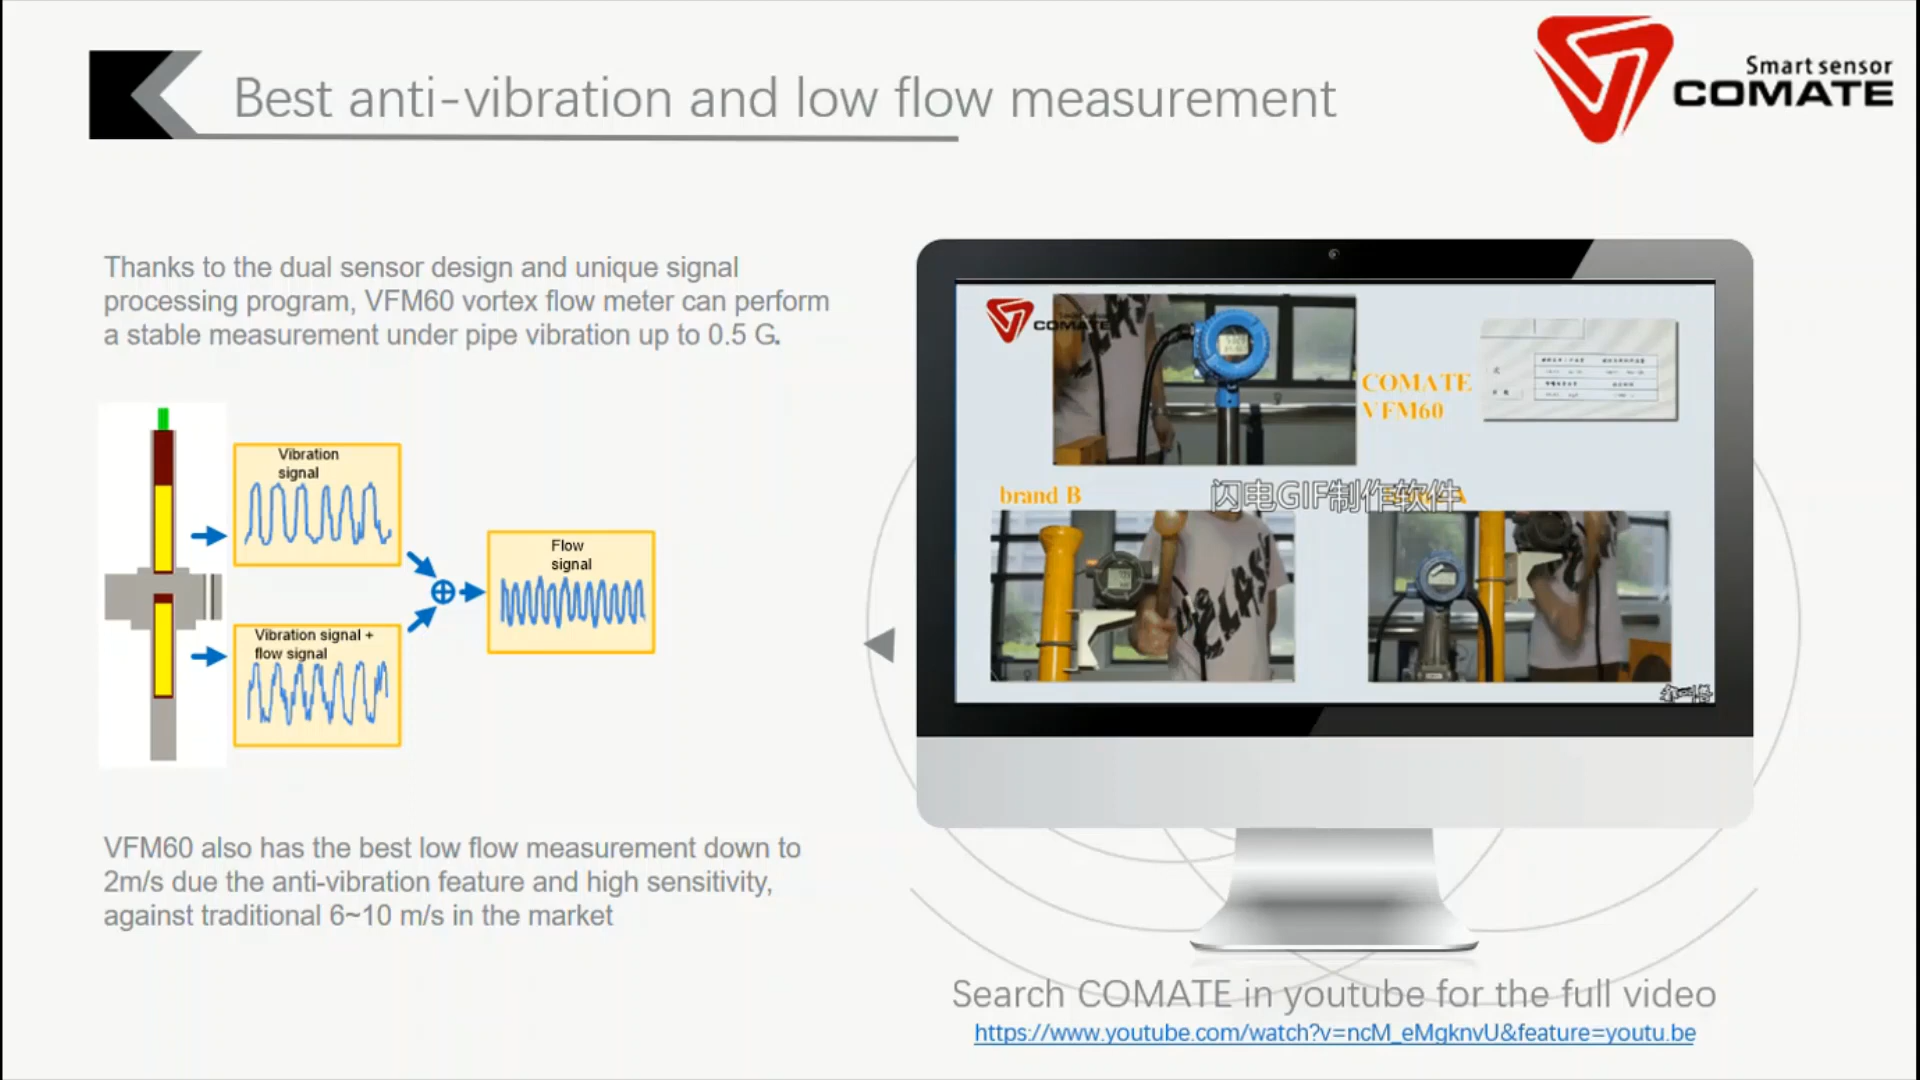 Best anti-vibration and low flow measurement
Smart sensor
COMATE
Thanks to the dual sensor design and unique signal
processing program, VFM60 vortex flow meter can perform
a stable measurement under pipe vibration up to 0.5 G.
Vibration
signal
Flow
signal
Vibration signal +
flow signal
VFM60 also has the best low flow measurement down to
2m/s due the anti-vibration feature and high sensitivity,
against traditional 6~10 m/s in the market
COMATE
COMATE
VFM60
brand B
闪电GIF制作软件
A
Search COMATE in youtube for the full video
https://www.youtube.com/watch?v=ncM_eMgknvU&feature=youtu.be